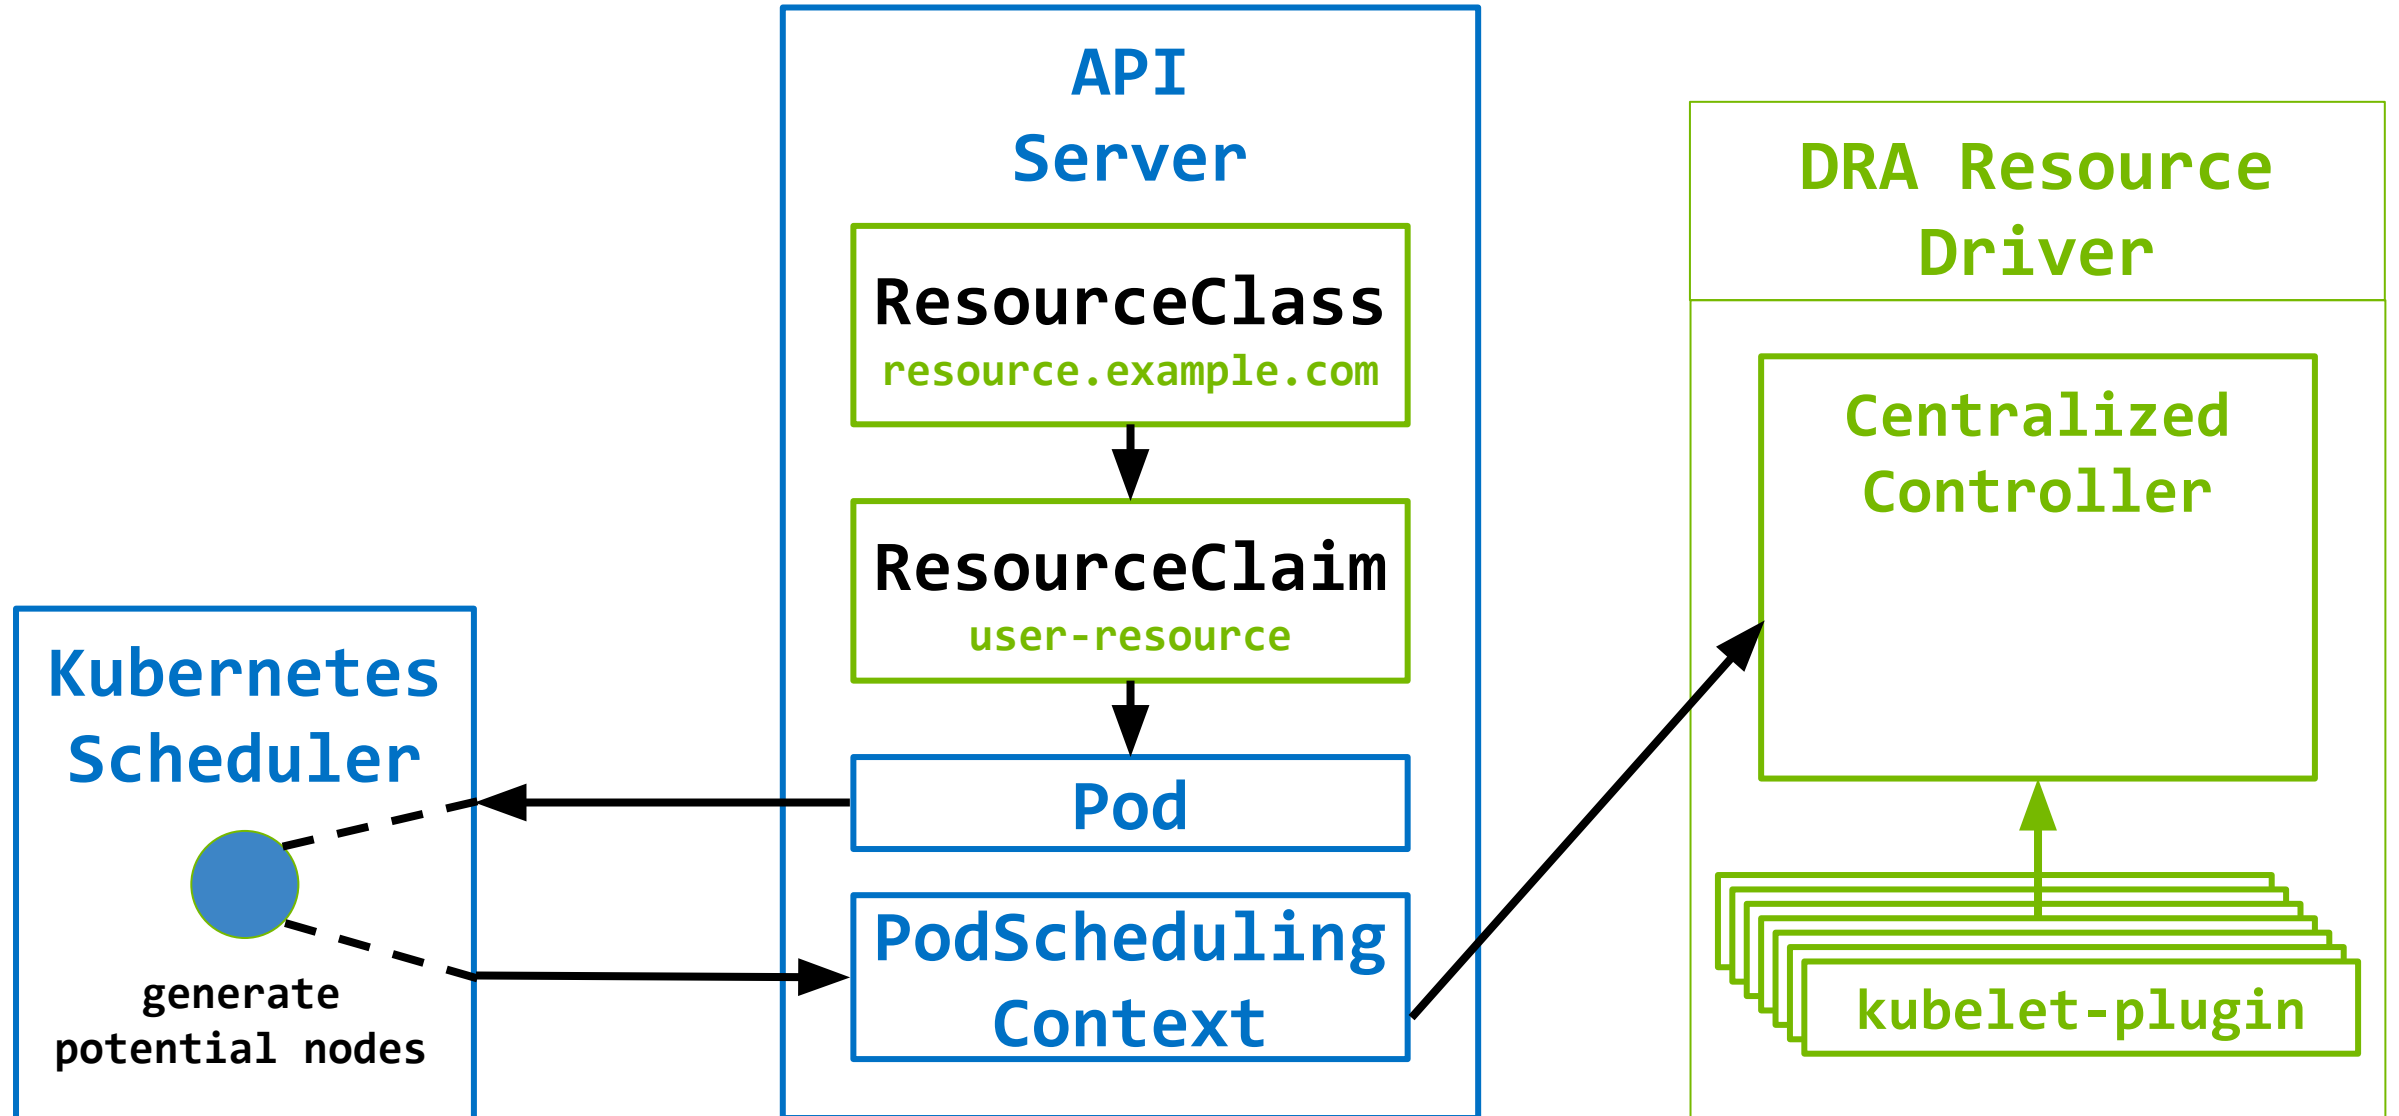 API
Server
ResourceClass
resource.example.com
ResourceClaim
user-resource
Pod
PodScheduling
Context
Kubernetes
Scheduler
generate
potential nodes
DRA Resource
Driver
Centralized
Controller
kubelet-plugin